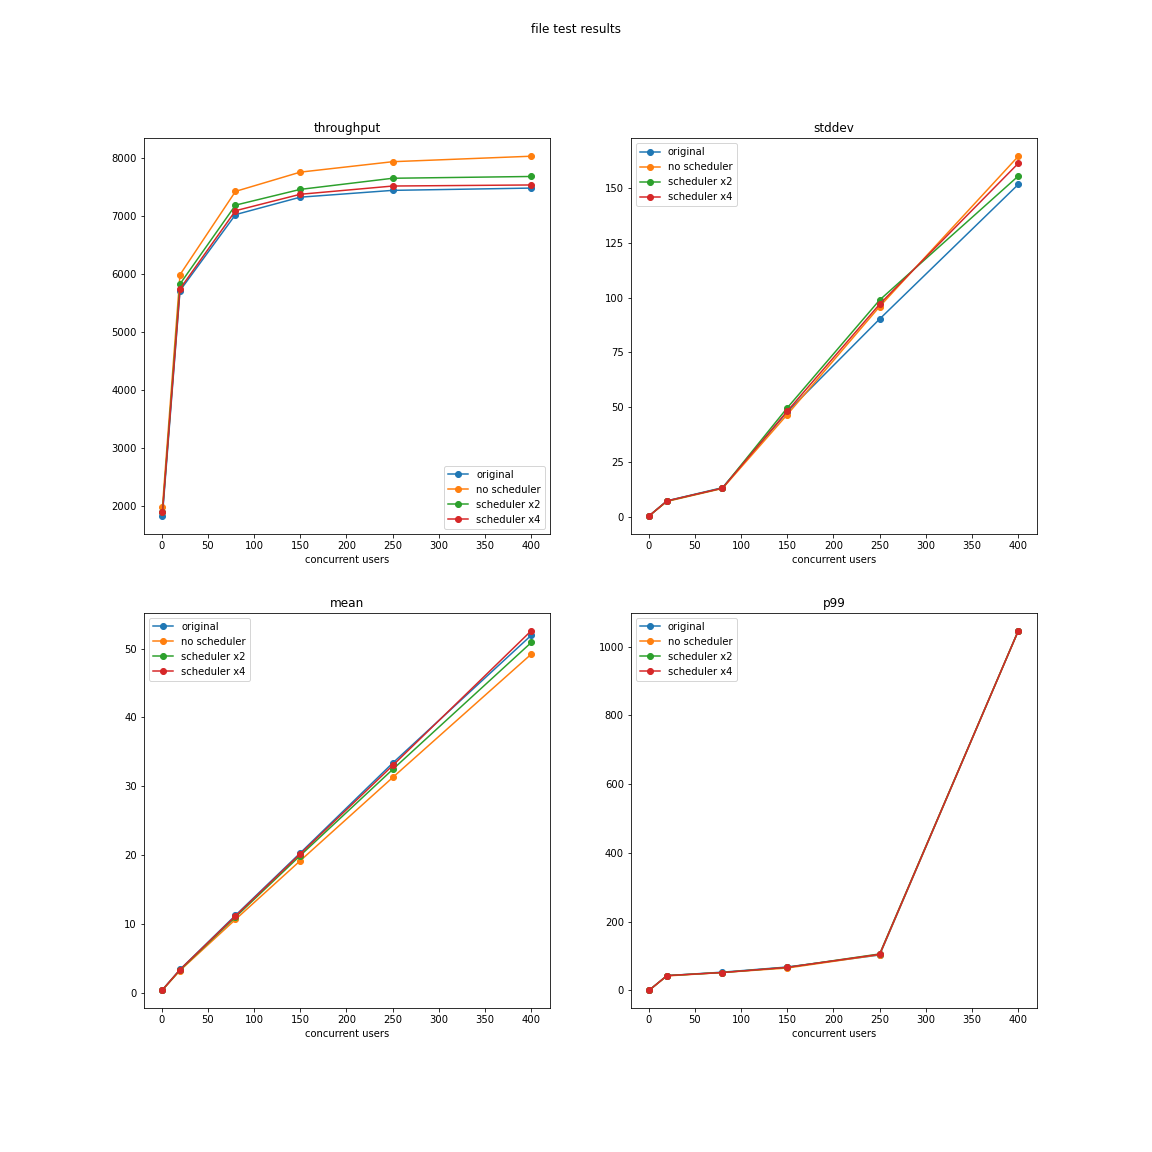 file test results
throughput
8000
7000
6000
5000
4000
3000
2000
original
no scheduler
scheduler x2
scheduler x4
0 50 100 150 200 250 300 350 400
concurrent users
stddev
original
no scheduler
scheduler x2
scheduler x4
150
125
100
75
50
25
0
0 50 100 150 200 250 300 350 400
concurrent users
mean
original
no scheduler
scheduler x2
scheduler x4
50
40
30
20
10
0
0 50 100 150 200 250 300 350 400
concurrent users
p99
original
no scheduler
scheduler x2
scheduler x4
1000
800
600
400
200
0
0 50 100 150 200 250 300 350 400
concurrent users